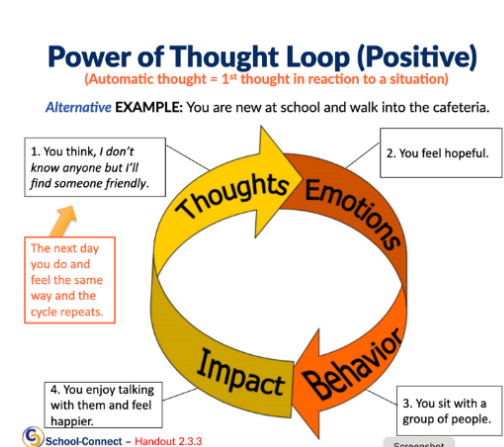 Power of Thought Loop (Positive)
(Automatic thought = 1st thought in reaction to a situation)
Alternative EXAMPLE: You are new at school and walk into the cafeteria.
1. You think, I don't
know anyone but I'll
find someone friendly.
2. You feel hopeful.
Thoughts
Emotions
The next day
you do and
feel the same
way and the
cycle repeats.
Impact
Behavior
4. You enjoy talking
with them and feel
happier.
3. You sit with a
group of people.
School-Connect – Handout 2.3.3
Screenshot